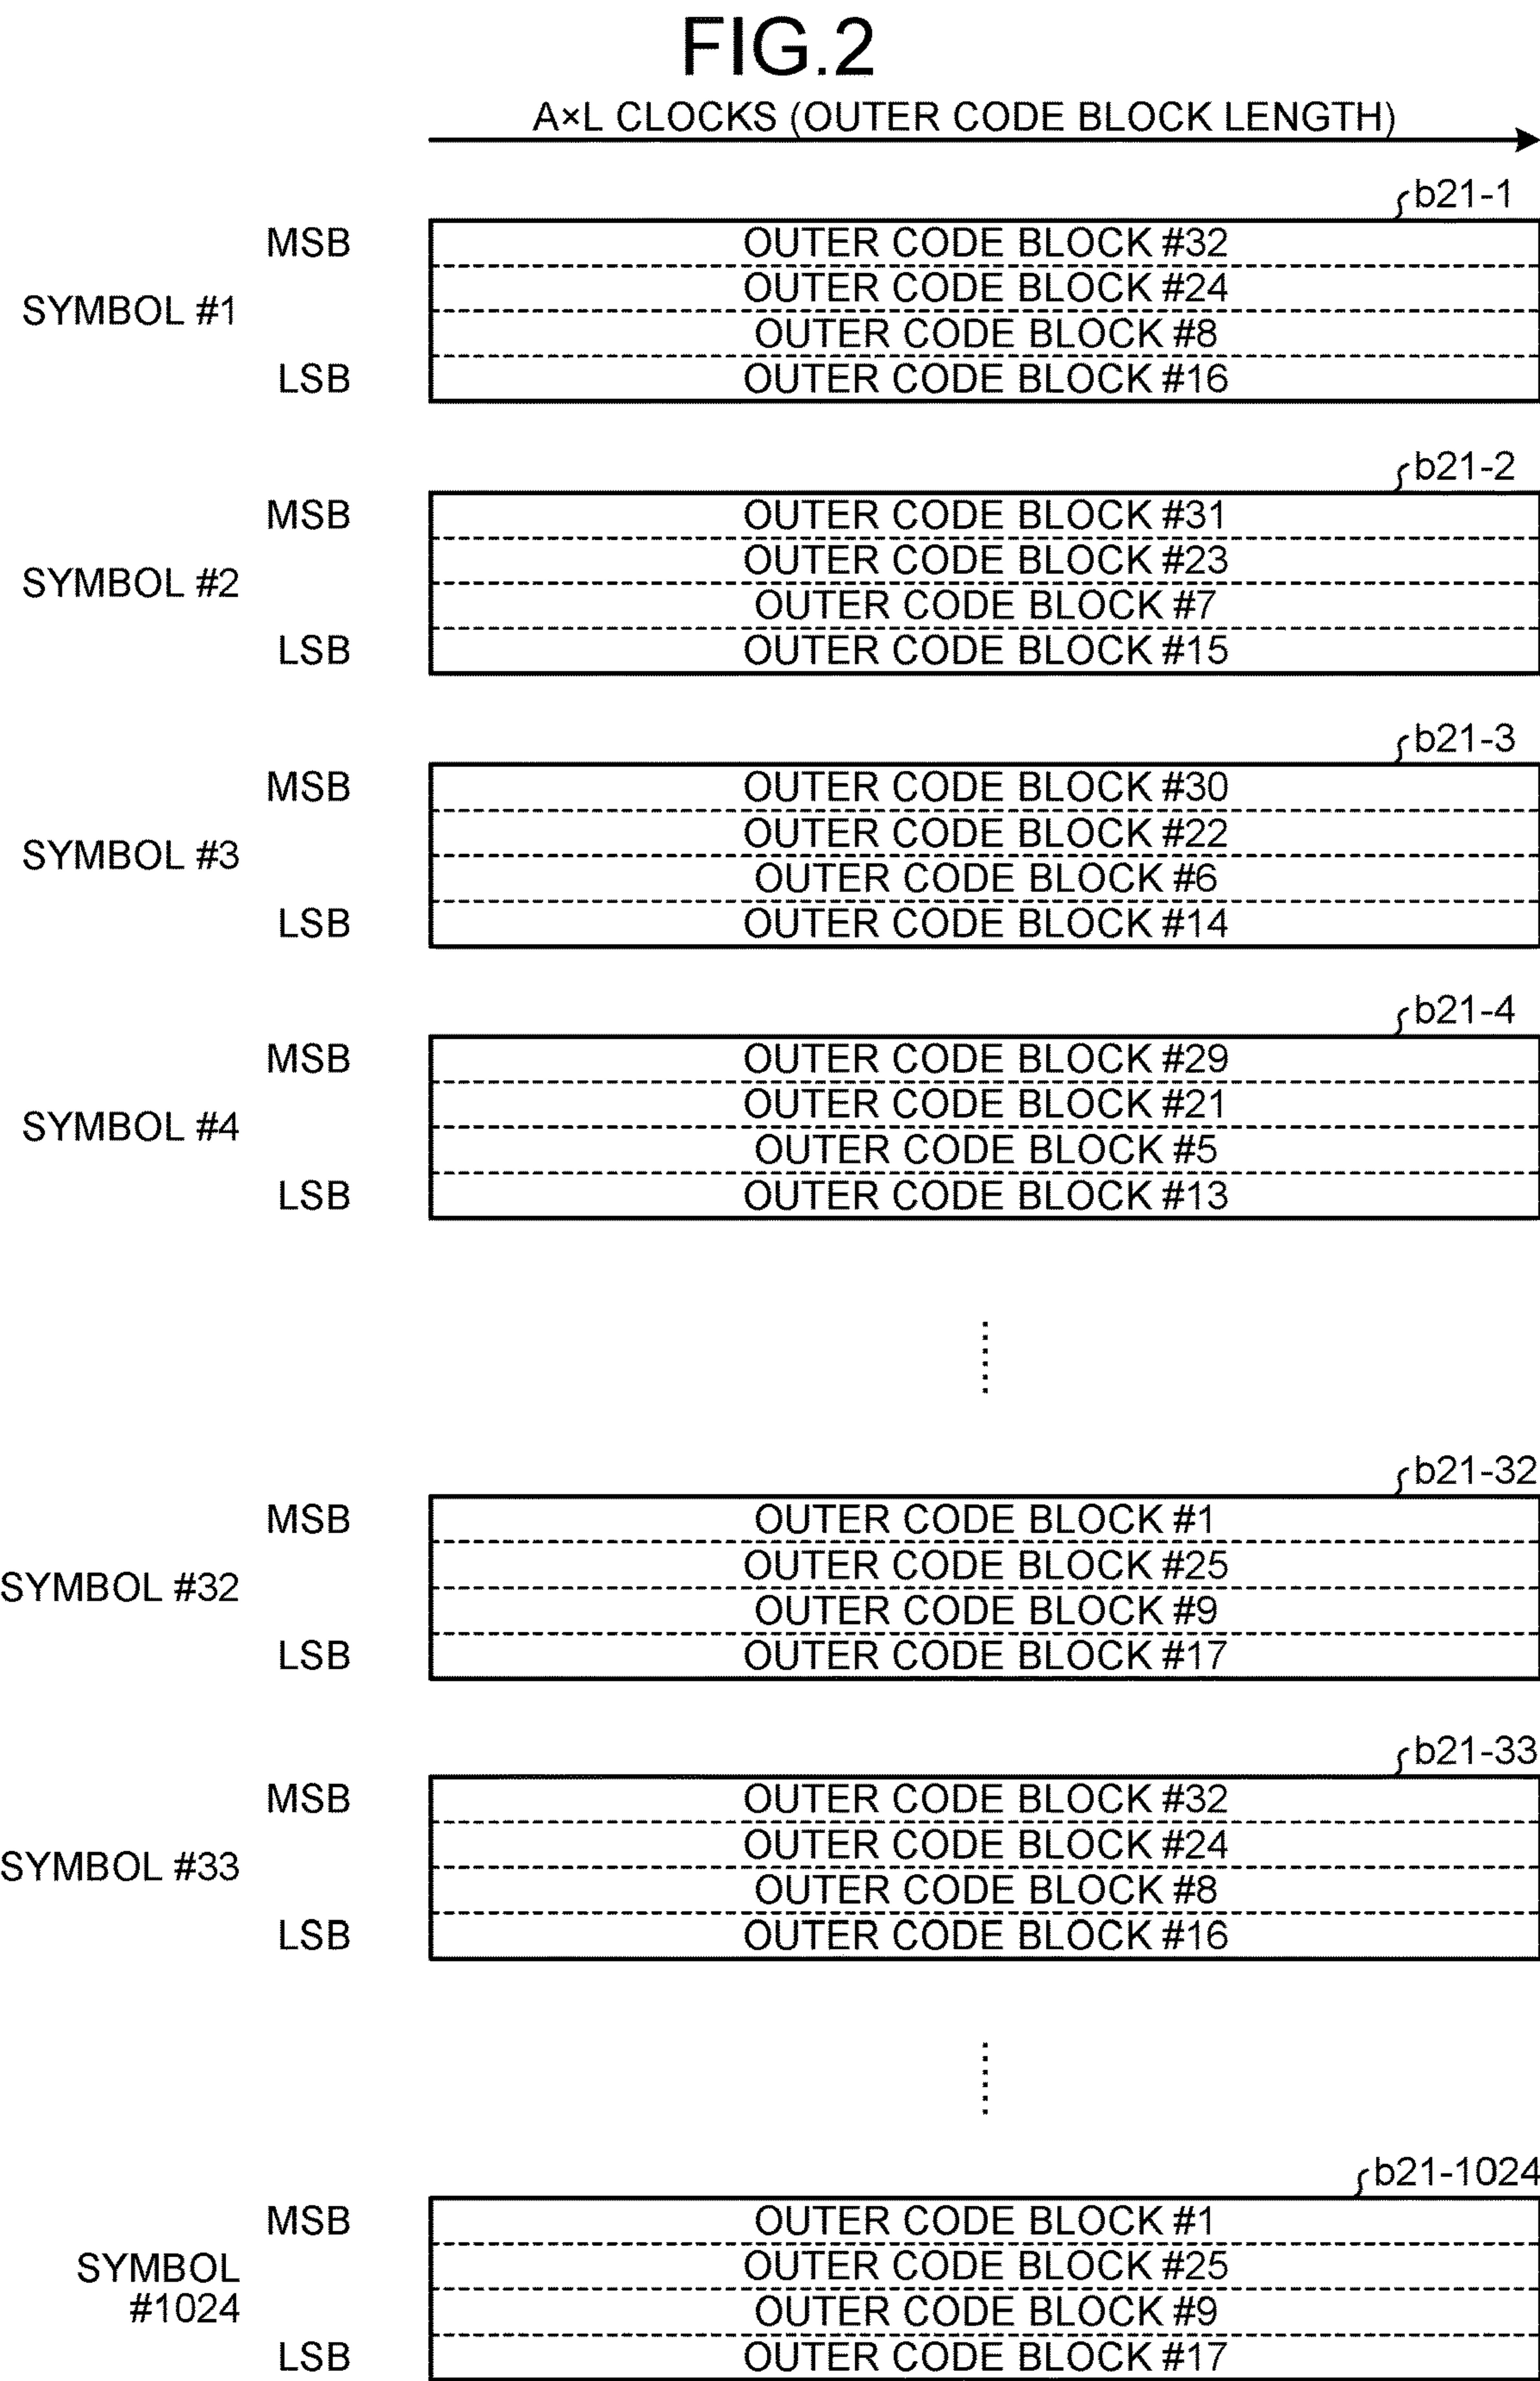 FIG.2
A×L CLOCKS (OUTER CODE BLOCK LENGTH)
b21-1
MSB OUTER CODE BLOCK #32
OUTER CODE BLOCK #24
SYMBOL #1
OUTER CODE BLOCK #8
LSB OUTER CODE BLOCK #16
b21-2
MSB OUTER CODE BLOCK #31
OUTER CODE BLOCK #23
SYMBOL #2
OUTER CODE BLOCK #7
LSB OUTER CODE BLOCK #15
b21-3
MSB OUTER CODE BLOCK #30
OUTER CODE BLOCK #22
SYMBOL #3
OUTER CODE BLOCK #6
LSB OUTER CODE BLOCK #14
b21-4
MSB OUTER CODE BLOCK #29
OUTER CODE BLOCK #21
SYMBOL #4
OUTER CODE BLOCK #5
LSB OUTER CODE BLOCK #13
b21-32
MSB OUTER CODE BLOCK #1
OUTER CODE BLOCK #25
SYMBOL #32
OUTER CODE BLOCK #9
LSB OUTER CODE BLOCK #17
b21-33
MSB OUTER CODE BLOCK #32
OUTER CODE BLOCK #24
SYMBOL #33
OUTER CODE BLOCK #8
LSB OUTER CODE BLOCK #16
b21-1024
MSB OUTER CODE BLOCK #1
OUTER CODE BLOCK #25
SYMBOL
#1024
OUTER CODE BLOCK #9
LSB OUTER CODE BLOCK #17